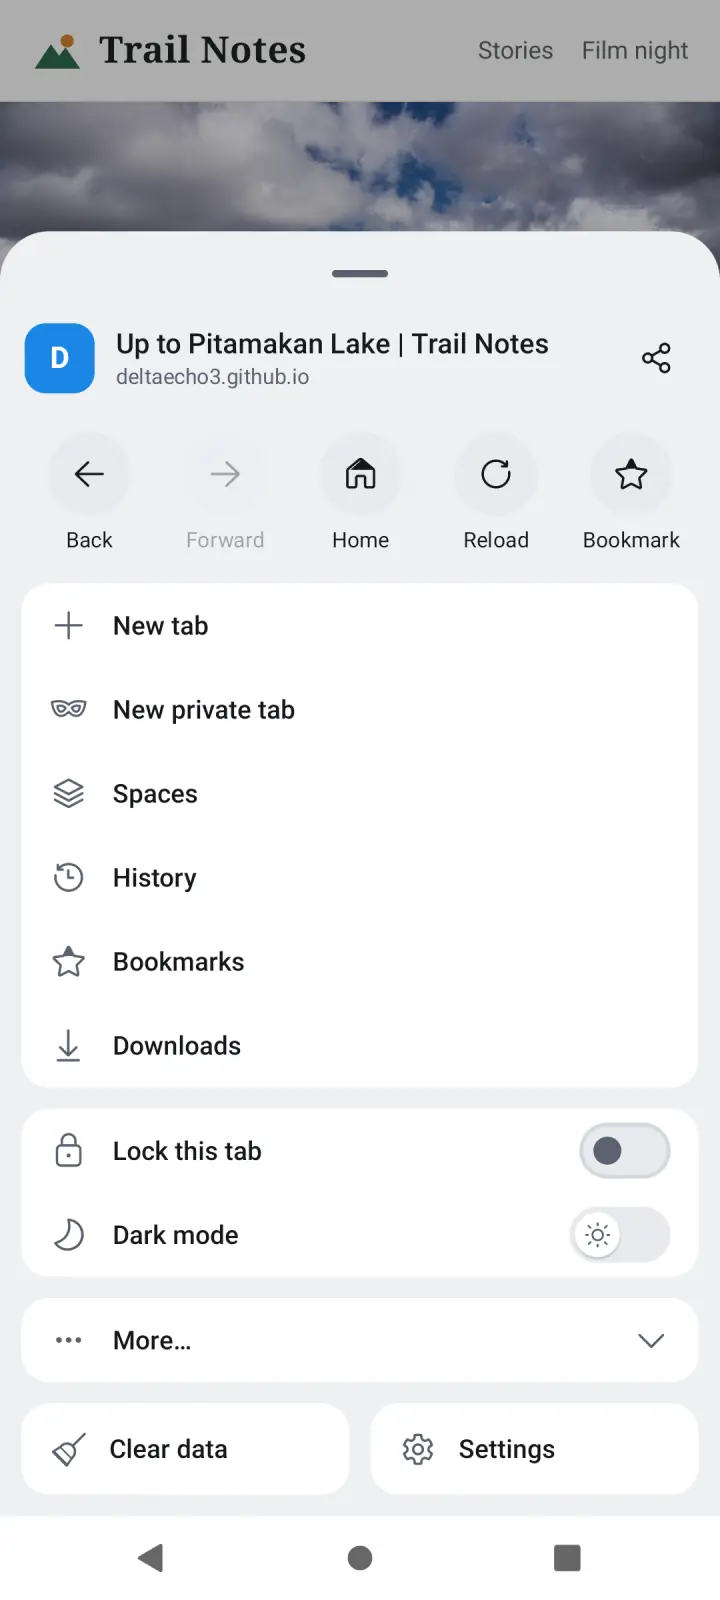 Trail Notes
Stories Film night
D
Up to Pitamakan Lake | Trail Notes
deltaecho3.github.io
Back Forward Home Reload Bookmark
New tab
New private tab
Spaces
History
Bookmarks
Downloads
Lock this tab
Dark mode
More...
Clear data Settings